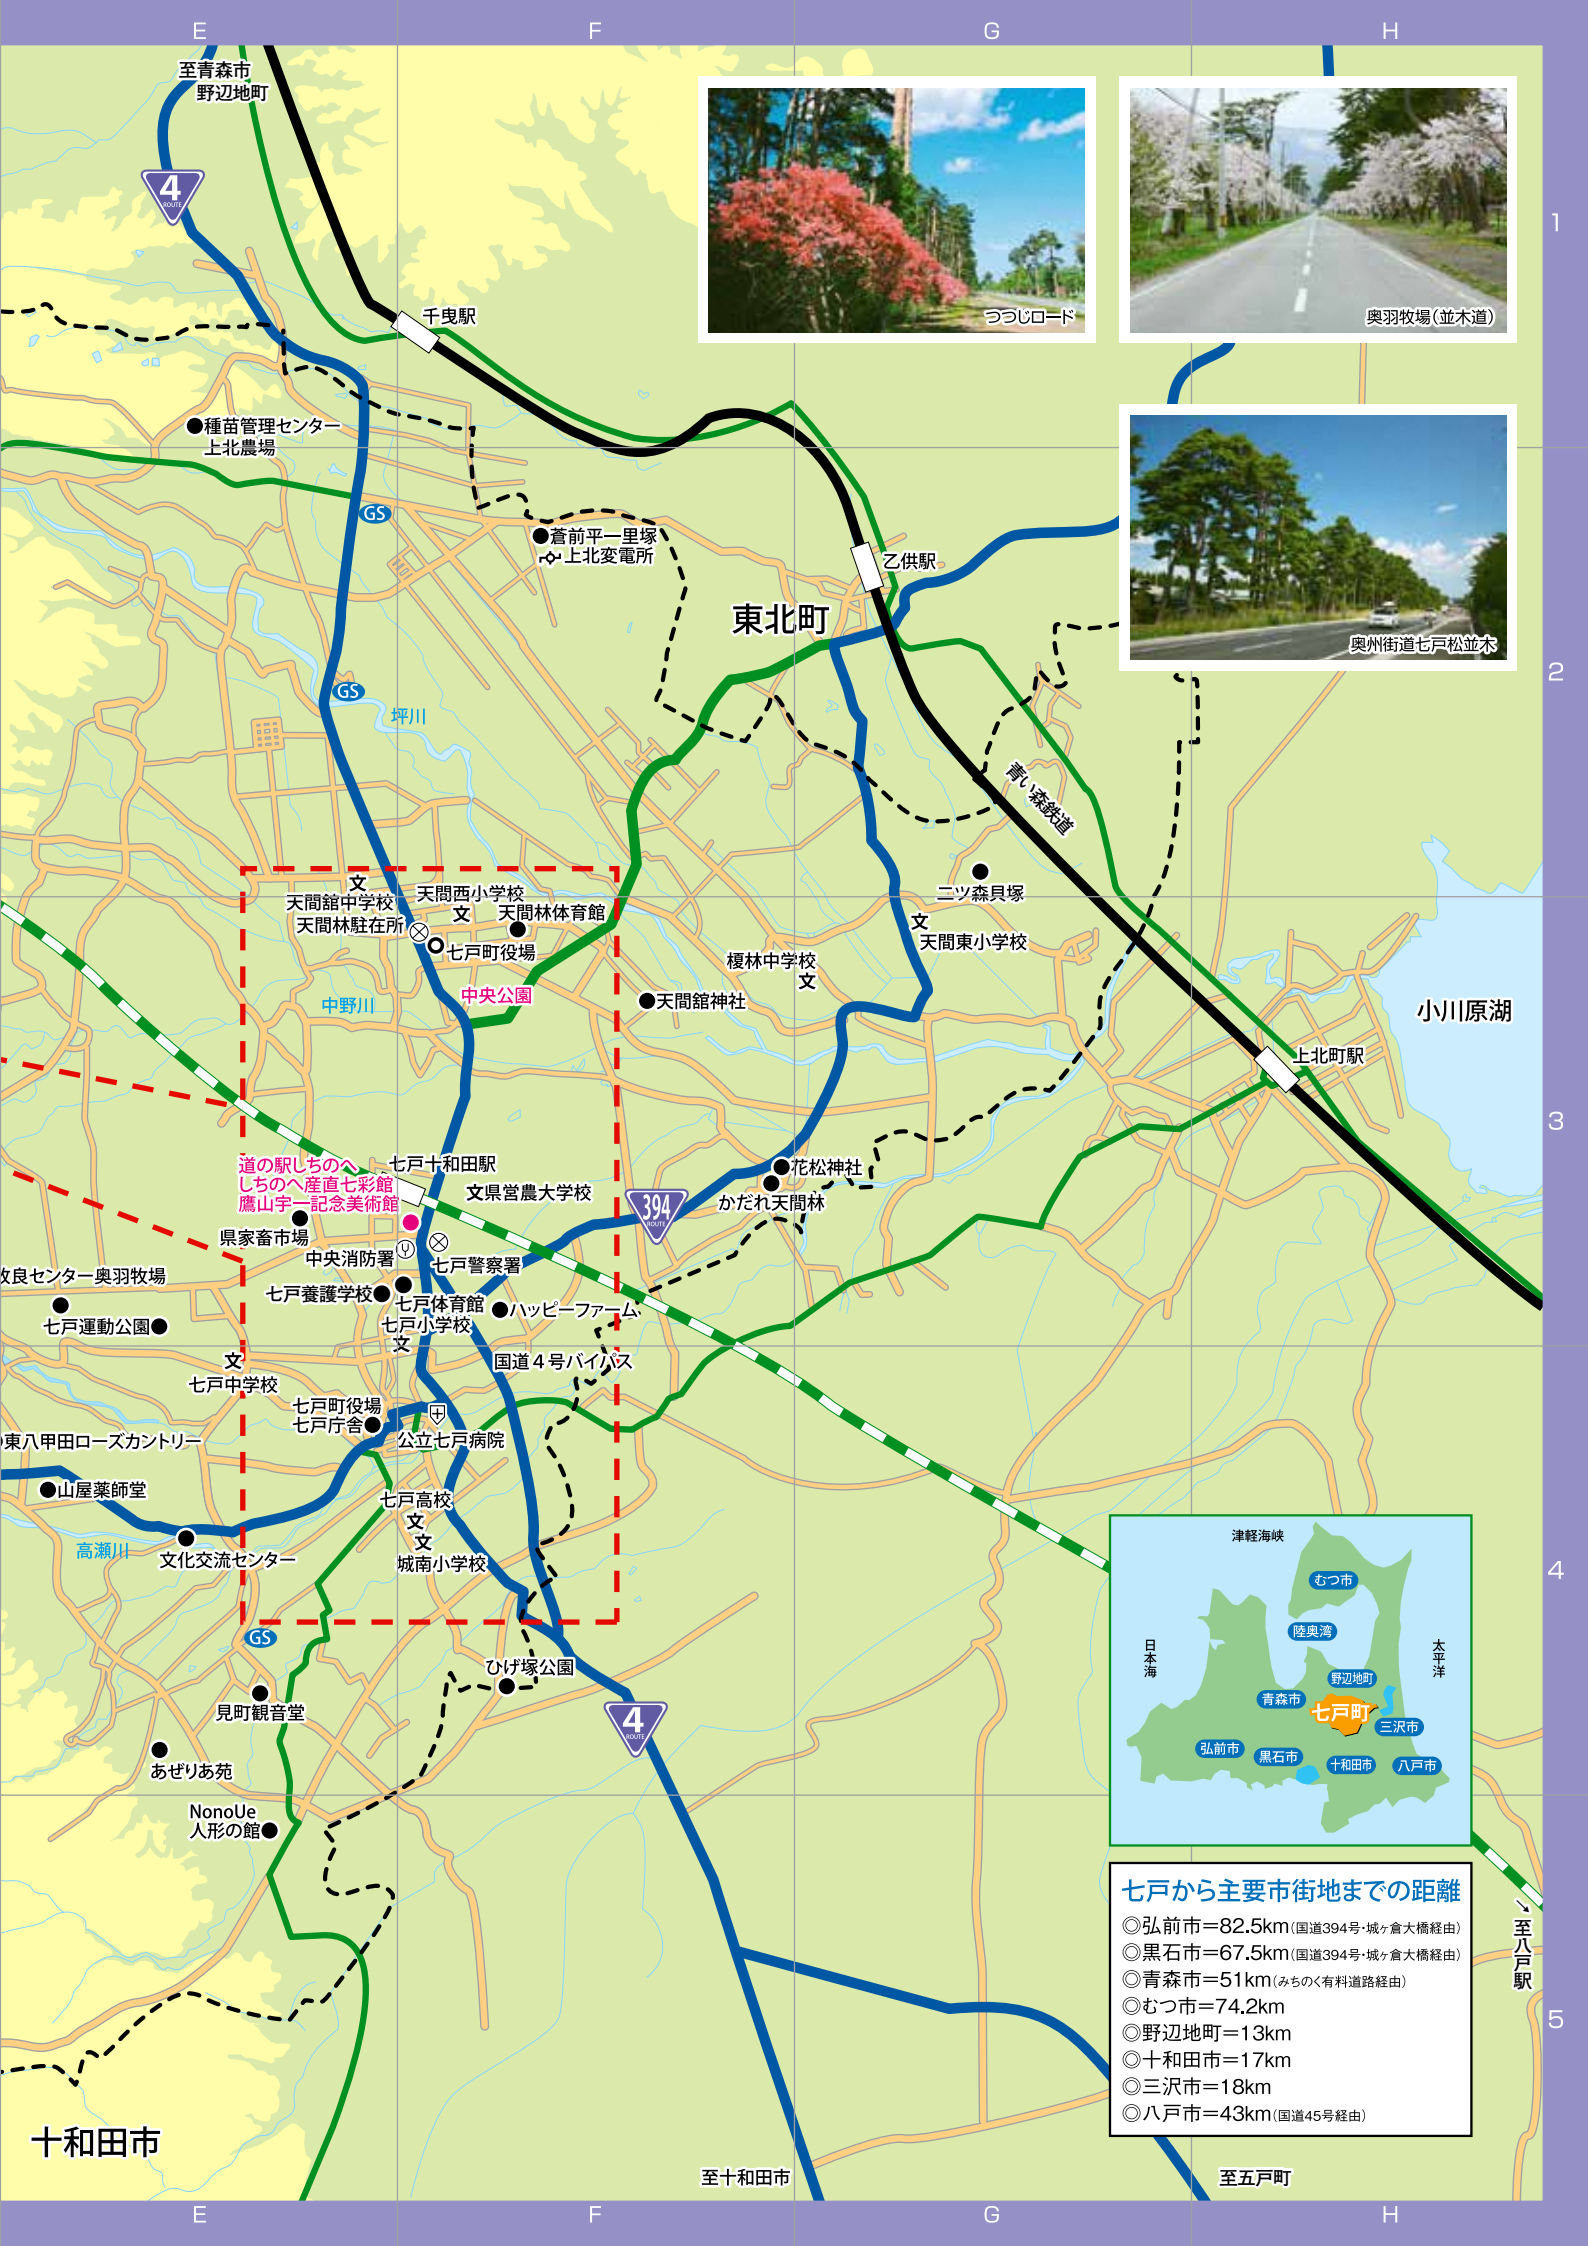 E
F
G
H
至青森市
野辺地町
4
ROUTE
1
つつじロード
奥羽牧場（並木道）
千曳駅
種苗管理センター
上北農場
GS
蒼前平一里塚
上北変電所
乙供駅
東北町
奥州街道七戸松並木
2
GS
坪川
青い森鉄道
二ツ森貝塚
天間舘中学校
天間西小学校
天間林駐在所
天間林体育館
七戸町役場
天間東小学校
榎林中学校
中央公園
中野川
天間舘神社
小川原湖
上北町駅
3
道の駅しちのへ
しちのへ産直七彩館
鷹山宇一記念美術館
七戸十和田駅
県営農大学校
花松神社
かだれ天間林
394
ROUTE
県家畜市場
中央消防署
七戸警察署
改良センター奥羽牧場
七戸養護学校
七戸体育館
ハッピーファーム
七戸運動公園
七戸小学校
国道4号バイパス
七戸中学校
七戸町役場
七戸庁舎
東八甲田ローズカントリー
公立七戸病院
山屋薬師堂
七戸高校
高瀬川
文化交流センター
城南小学校
4
GS
ひげ塚公園
見町観音堂
4
ROUTE
あぜりあ苑
NonoUe
人形の館
津軽海峡
むつ市
陸奥湾
日本海
太平洋
野辺地町
青森市
七戸町
三沢市
弘前市
黒石市
十和田市
八戸市
七戸から主要市街地までの距離
◎弘前市＝82.5km（国道394号・城ヶ倉大橋経由）
◎黒石市＝67.5km（国道394号・城ヶ倉大橋経由）
◎青森市＝51km（みちのく有料道路経由）
◎むつ市＝74.2km
◎野辺地町＝13km
◎十和田市＝17km
◎三沢市＝18km
◎八戸市＝43km（国道45号経由）
→至八戸駅
5
十和田市
至十和田市
至五戸町
E
F
G
H